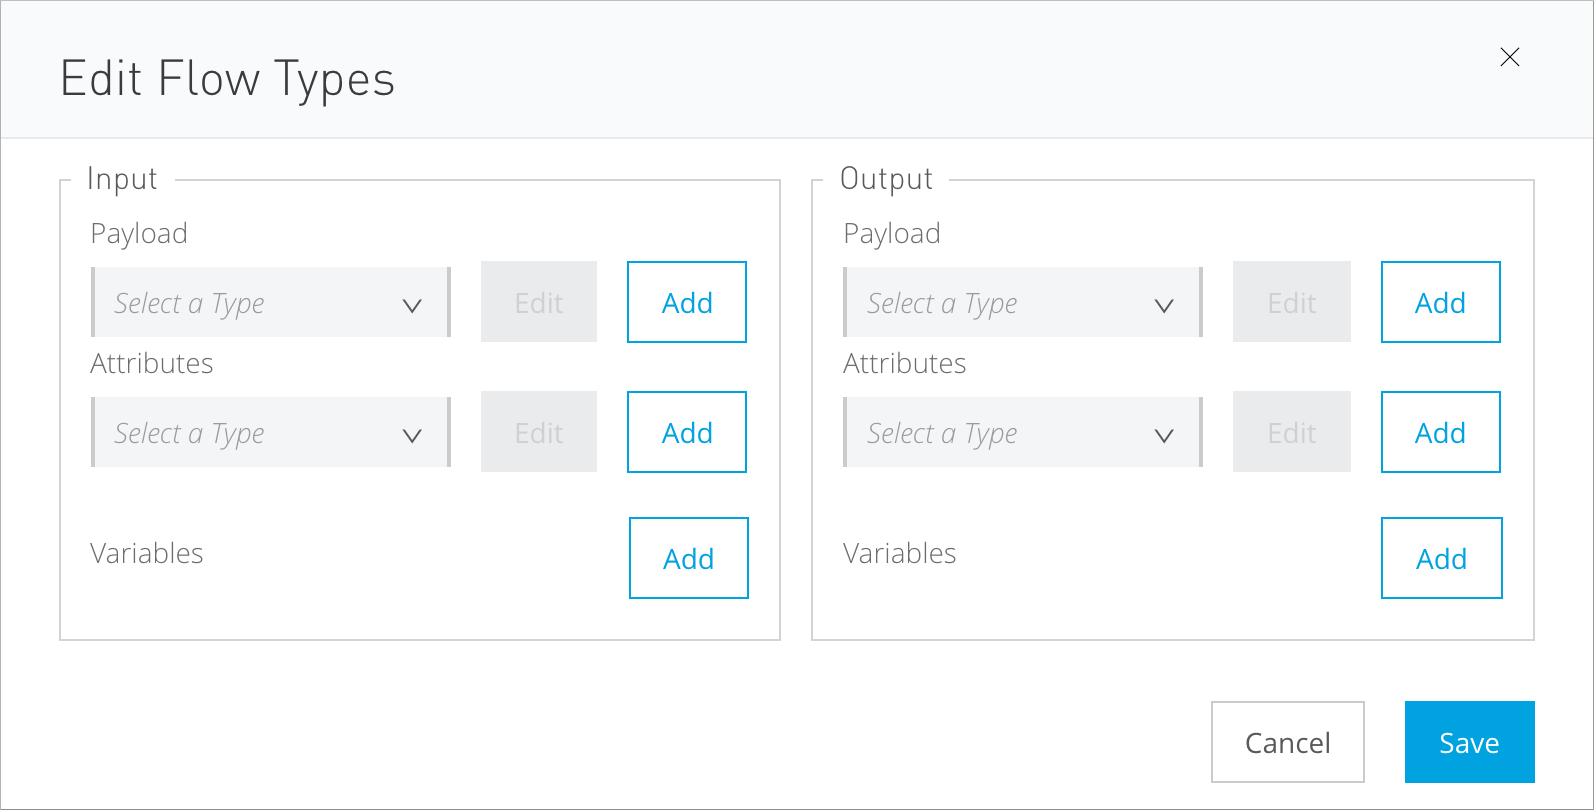 Edit Flow Types
Input
Payload
Select a Type Edit Add
Attributes
Select a Type Edit Add
Variables Add
Output
Payload
Select a Type Edit Add
Attributes
Select a Type Edit Add
Variables Add
Cancel Save